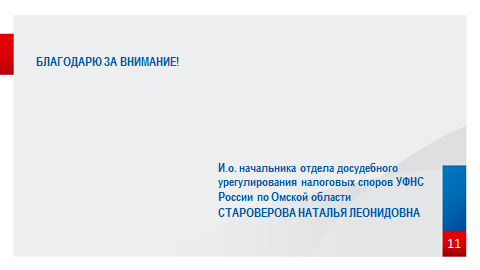 БЛАГОДАРЮ ЗА ВНИМАНИЕ!
И.о. начальника отдела досудебного
урегулирования налоговых споров УФНС
России по Омской области
СТАРОВЕРОВА НАТАЛЬЯ ЛЕОНИДОВНА
11